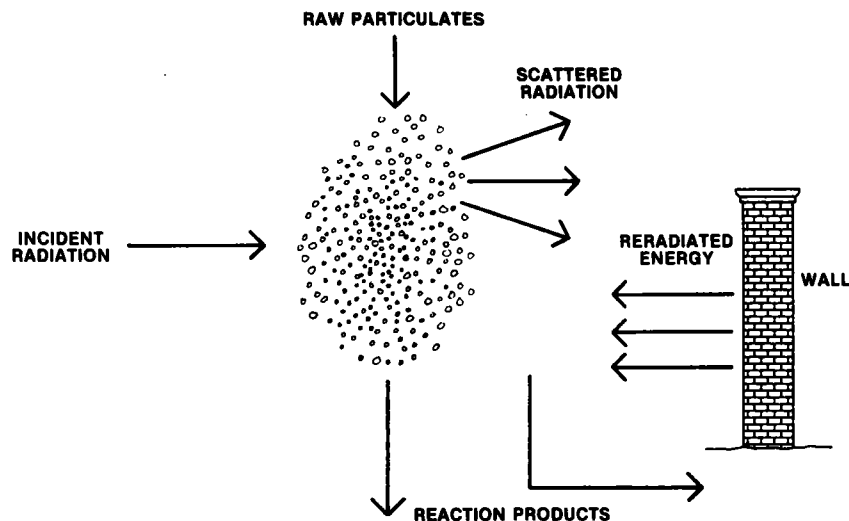 RAW PARTICULATES
SCATTERED
RADIATION
INCIDENT
RADIATION
RERADIATED
ENERGY
WALL
REACTION PRODUCTS